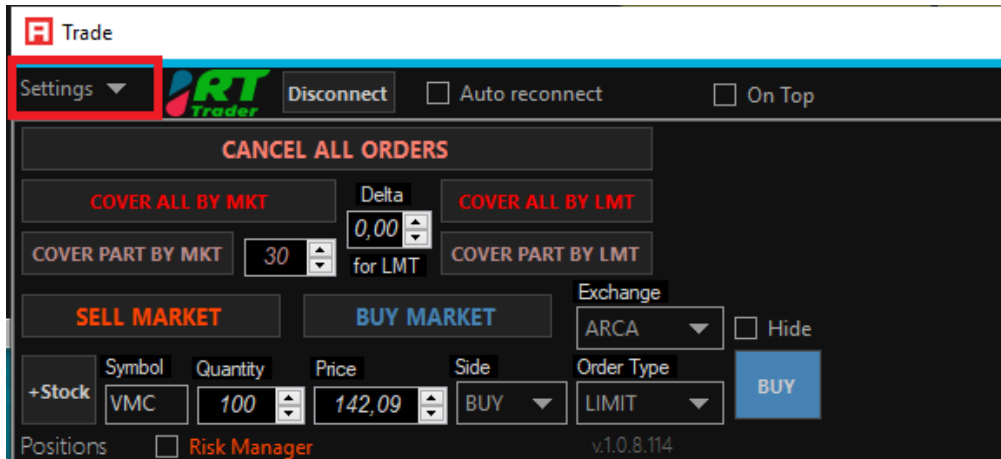 Trade
Settings RT Trader Disconnect Auto reconnect On Top
CANCEL ALL ORDERS
COVER ALL BY MKT Delta COVER ALL BY LMT
0,00
COVER PART BY MKT 30 for LMT COVER PART BY LMT
Exchange
SELL MARKET BUY MARKET ARCA Hide
Symbol Quantity Price Side Order Type
+Stock VMC 100 142,09 BUY LIMIT BUY
Positions Risk Manager v.1.0.8.114